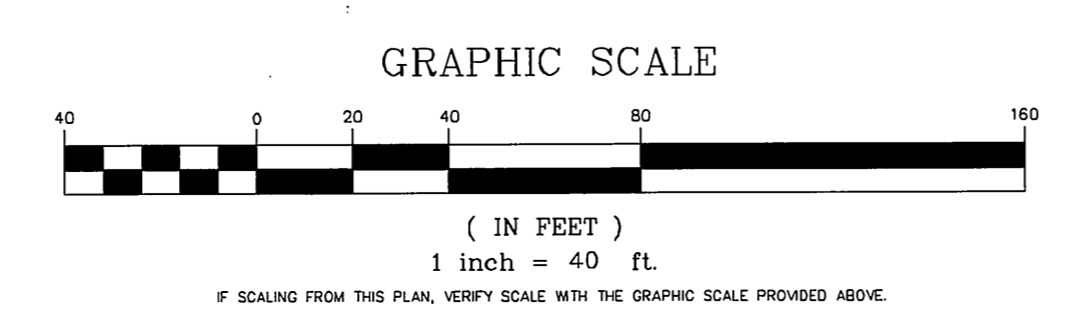 GRAPHIC SCALE
40 0 20 40 80 160
( IN FEET )
1 inch = 40 ft.
IF SCALING FROM THIS PLAN, VERIFY SCALE WITH THE GRAPHIC SCALE PROVIDED ABOVE.